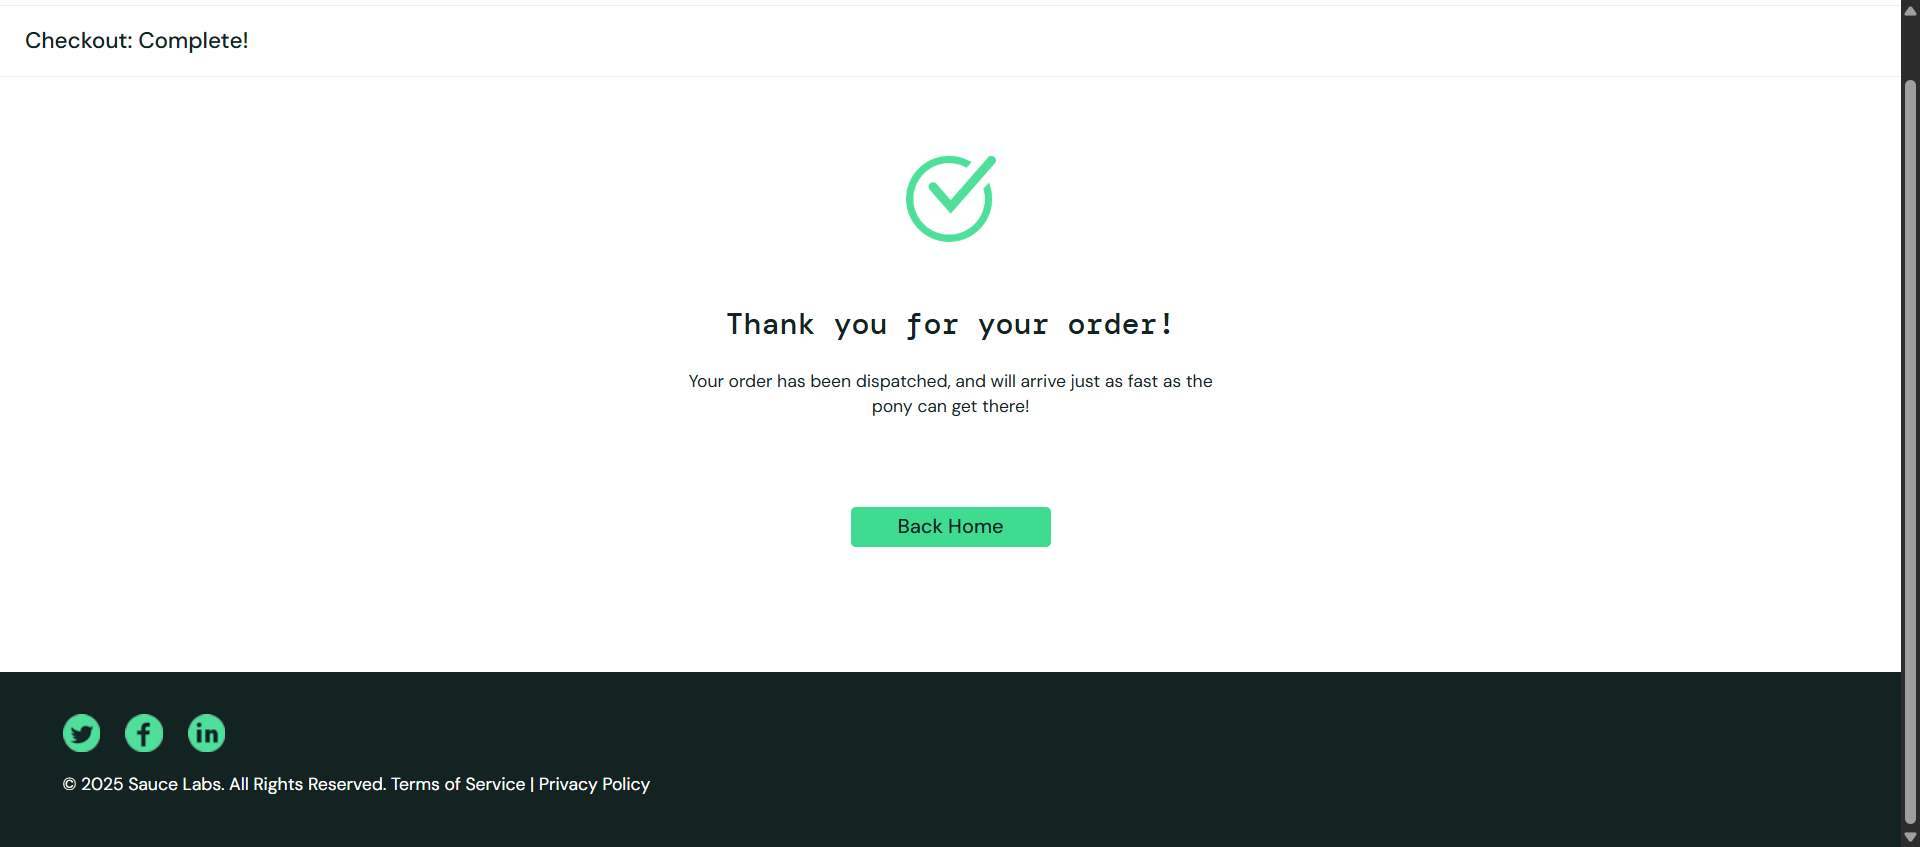 Checkout: Complete!
Thank you for your order!
Your order has been dispatched, and will arrive just as fast as the
pony can get there!
Back Home
© 2025 Sauce Labs. All Rights Reserved. Terms of Service | Privacy Policy